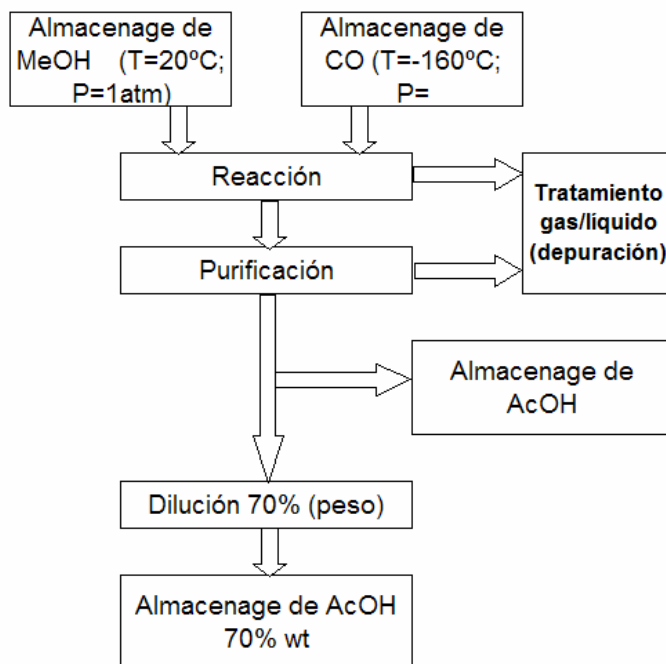 Almacenage de
MeOH (T=20ºC;
P=1atm)
Almacenage de
CO (T=-160ºC;
P=
Reacción
Tratamiento
gas/líquido
(depuración)
Purificación
Almacenage de
AcOH
Dilución 70% (peso)
Almacenage de AcOH
70% wt